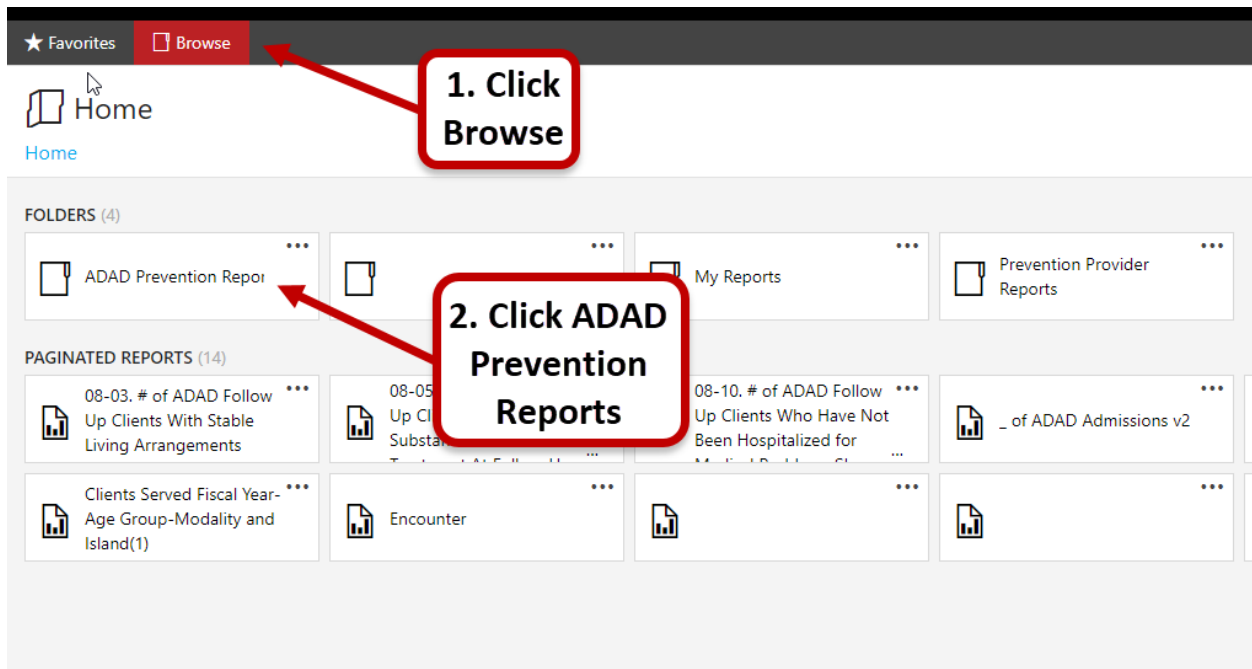 Favorites Browse
1. Click
Browse
Home
Home
FOLDERS (4)
ADAD Prevention Repor
My Reports
Prevention Provider
Reports
2. Click ADAD
Prevention
Reports
PAGINATED REPORTS (14)
08-03. # of ADAD Follow
Up Clients With Stable
Living Arrangements
08-05
Up Cl
Substan
08-10. # of ADAD Follow
Up Clients Who Have Not
Been Hospitalized for
_ of ADAD Admissions v2
Clients Served Fiscal Year-
Age Group-Modality and
Island(1)
Encounter